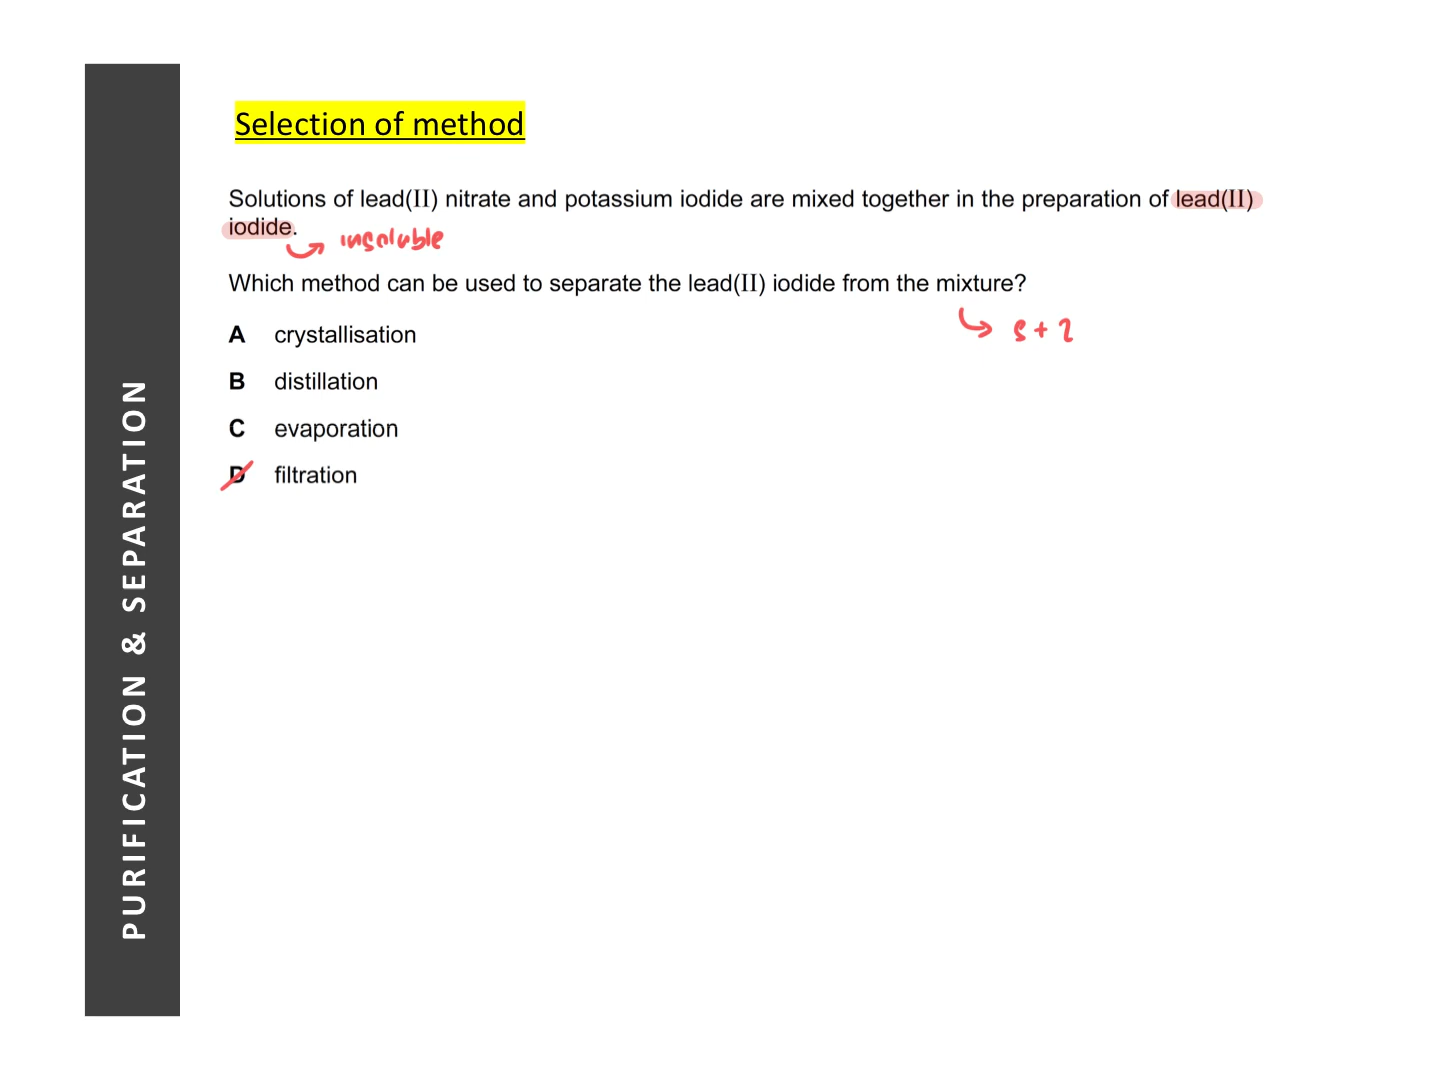 PURIFICATION & SEPARATION
Selection of method
Solutions of lead(II) nitrate and potassium iodide are mixed together in the preparation of lead(II)
iodide.
insoluble
Which method can be used to separate the lead(II) iodide from the mixture?
s + l
A crystallisation
B distillation
C evaporation
D filtration